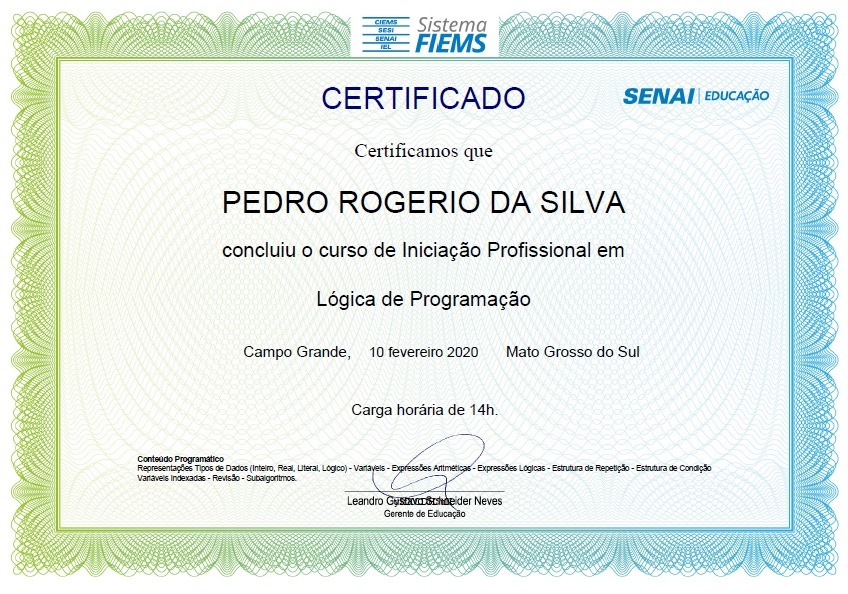 CIEMS
SESI
SENAI
IEL
Sistema
FIEMS
CERTIFICADO
SENAI EDUCAÇÃO
Certificamos que
PEDRO ROGERIO DA SILVA
concluiu o curso de Iniciação Profissional em
Lógica de Programação
Campo Grande, 10 fevereiro 2020 Mato Grosso do Sul
Carga horária de 14h.
Conteúdo Programático
Representações Tipos de Dados (Inteiro, Real, Literal, Lógico) - Variáveis - Expressões Aritméticas - Expressões Lógicas - Estrutura de Repetição - Estrutura de Condição
Variáveis Indexadas - Revisão - Subalgoritmos.
Leandro Gustavo Schneider Neves
Gerente de Educação